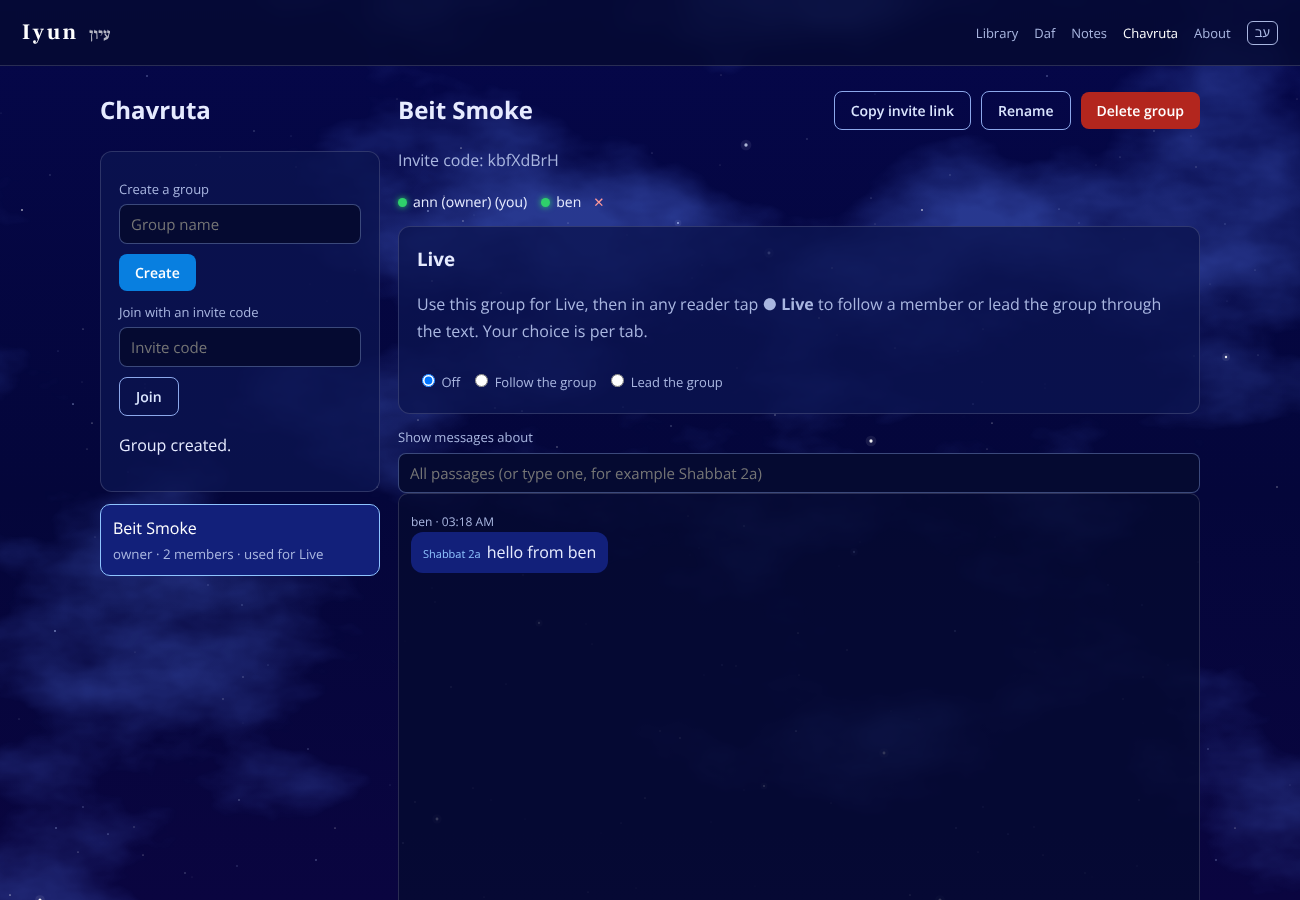 Iyun עיון
Library Daf Notes Chavruta About עב
Chavruta
Create a group
Group name
Create
Join with an invite code
Invite code
Join
Group created.
Beit Smoke
owner · 2 members · used for Live
Beit Smoke
Copy invite link Rename Delete group
Invite code: kbfXdBrH
ann (owner) (you) ben ×
Live
Use this group for Live, then in any reader tap ● Live to follow a member or lead the group through
the text. Your choice is per tab.
Off Follow the group Lead the group
Show messages about
All passages (or type one, for example Shabbat 2a)
ben · 03:18 AM
Shabbat 2a hello from ben